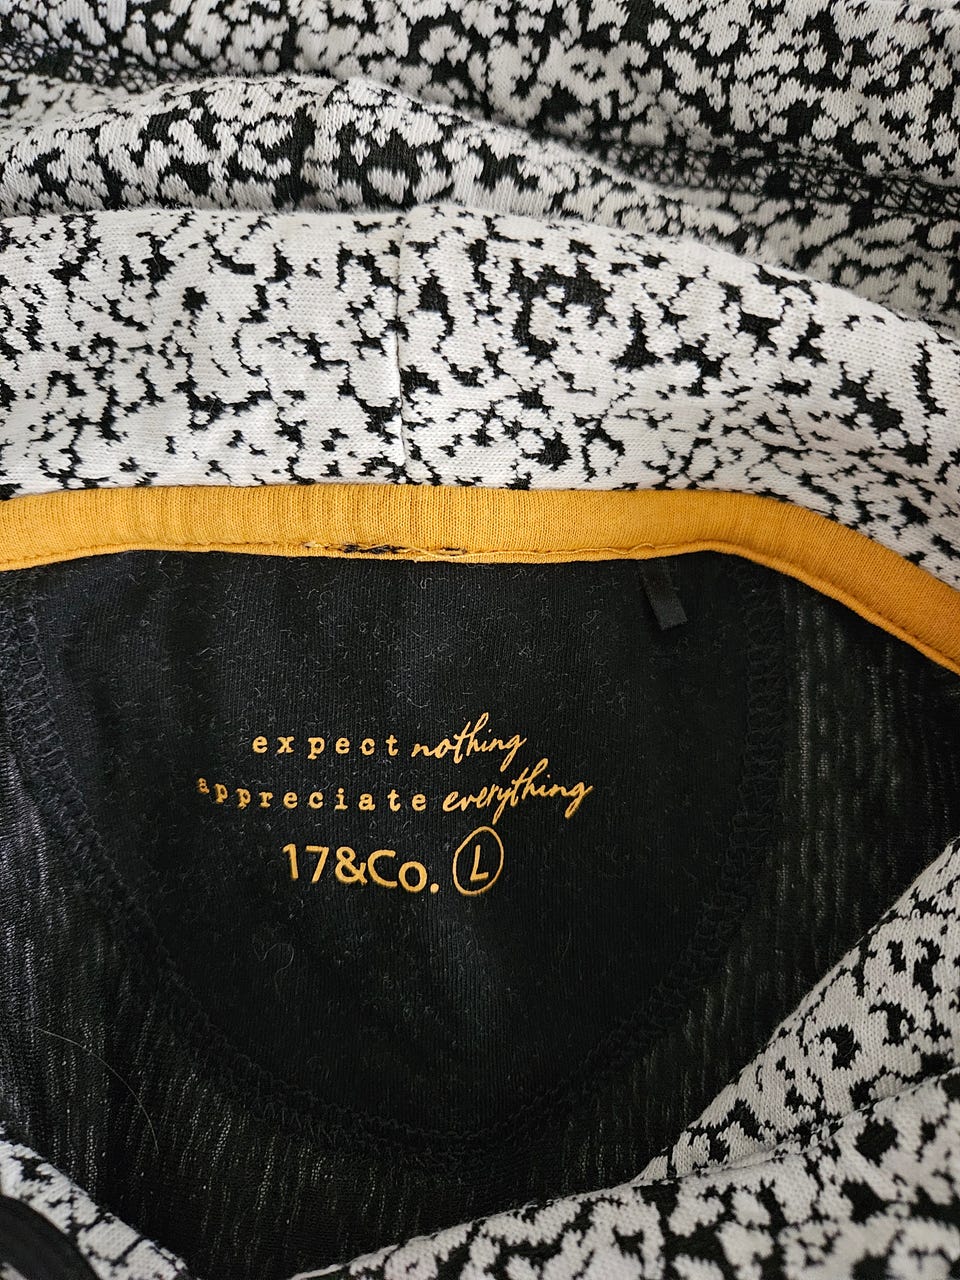 expect nothing
appreciate everything
17&Co. L